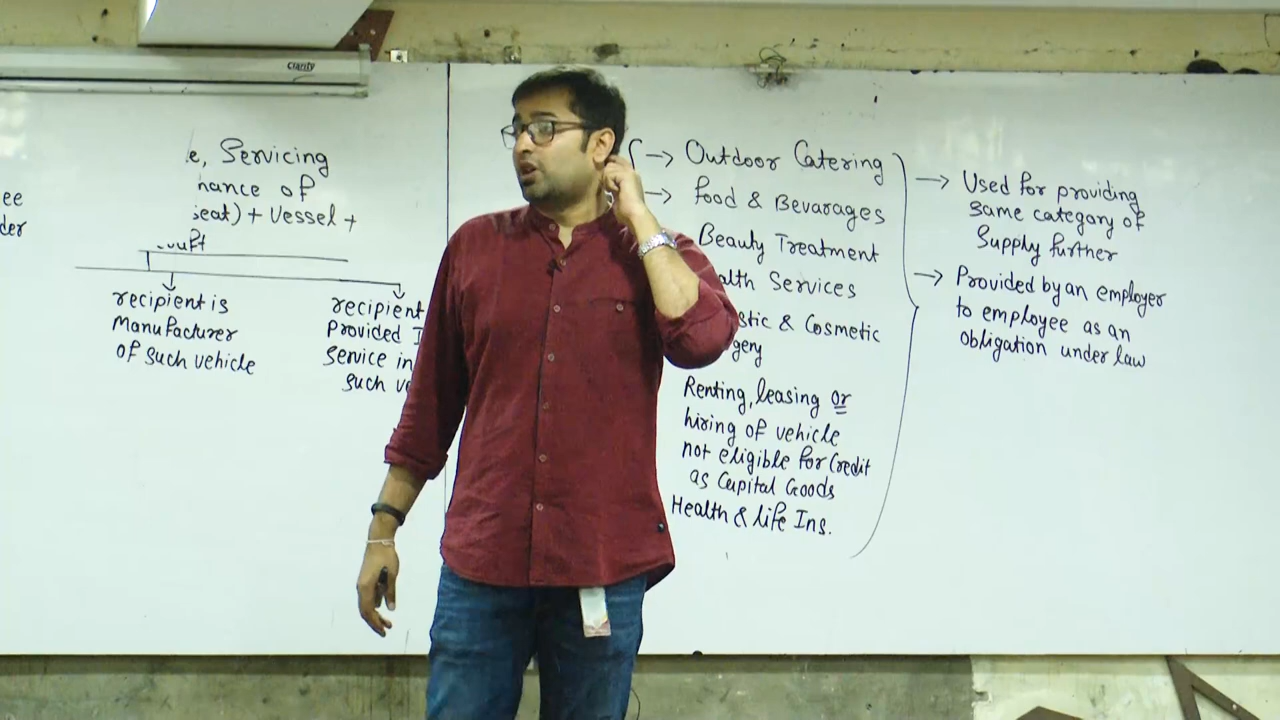 clarity
ee
der
e, Servicing
nance of
seat) + Vessel +
recipient is
Manufacturer
of such vehicle
recipient
Provided
Service in
such
→ Outdoor Catering
→ Food & Bevarages
Beauty Treatment
alth Services
stic & Cosmetic
gery
Renting, leasing or
hiring of vehicle
not eligible for Credit
as Capital Goods
Health & life Ins.
→ Used for providing
same category of
Supply further
→ Provided by an employer
to employee as an
obligation under law